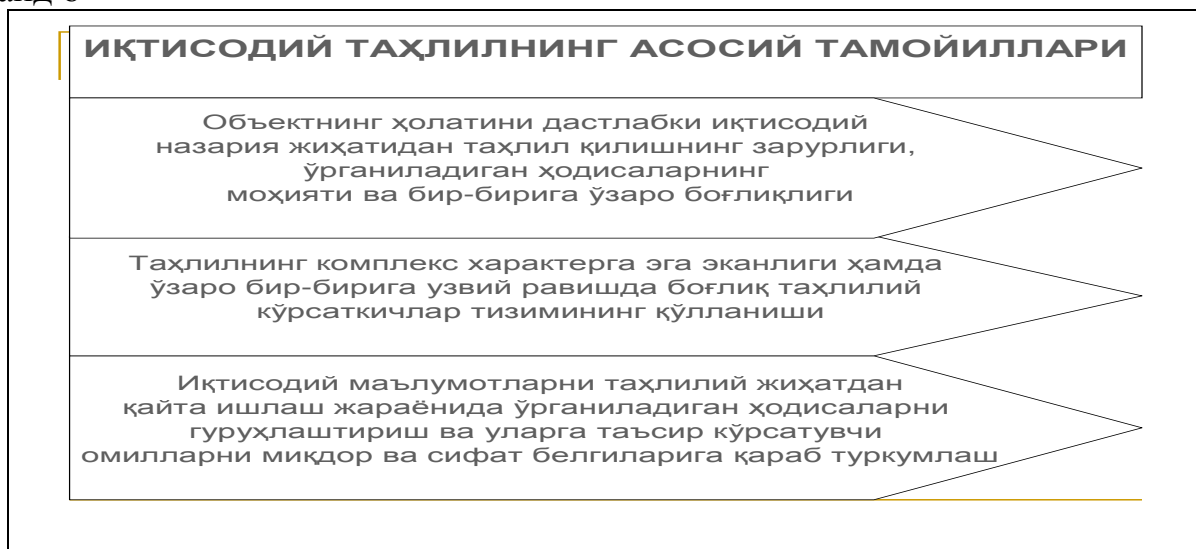 ИҚТИСОДИЙ ТАҲЛИЛНИНГ АСОСИЙ ТАМОЙИЛЛАРИ
Объектнинг ҳолатини дастлабки иқтисодий
назария жиҳатидан таҳлил қилишнинг зарурлиги,
ўрганиладиган ҳодисаларнинг
моҳияти ва бир-бирига ўзаро боғлиқлиги
Таҳлилнинг комплекс характерга эга эканлиги ҳамда
ўзаро бир-бирига узвий равишда боғлиқ таҳлилий
кўрсаткичлар тизимининг қўлланиши
Иқтисодий маълумотларни таҳлилий жиҳатдан
қайта ишлаш жараёнида ўрганиладиган ҳодисаларни
гуруҳлаштириш ва уларга таъсир кўрсатувчи
омилларни миқдор ва сифат белгиларига қараб туркумлаш